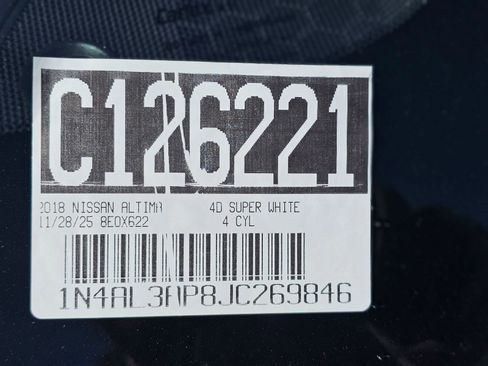 C126221
2018 NISSAN ALTIMA 4D SUPER WHITE
11/28/25 8EOX622 4 CYL
1N4AL3AP8JC269846